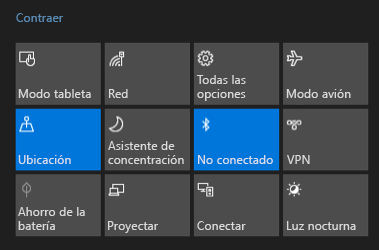 Contraer
Modo tableta
Red
Todas las
opciones
Modo avión
Ubicación
Asistente de
concentración
No conectado
VPN
Ahorro de la
batería
Proyectar
Conectar
Luz nocturna